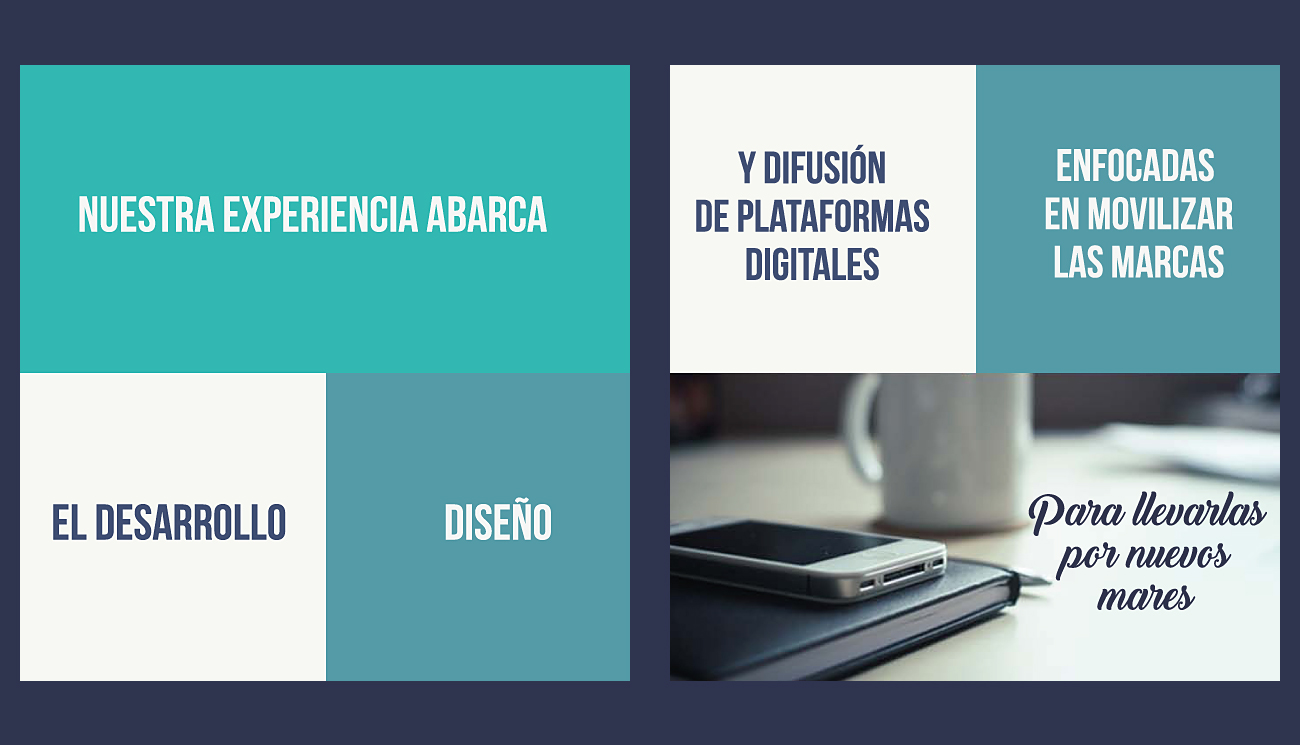 NUESTRA EXPERIENCIA ABARCA
EL DESARROLLO
DISEÑO
Y DIFUSIÓN
DE PLATAFORMAS
DIGITALES
ENFOCADAS
EN MOVILIZAR
LAS MARCAS
Para llevarlas
por nuevos
mares